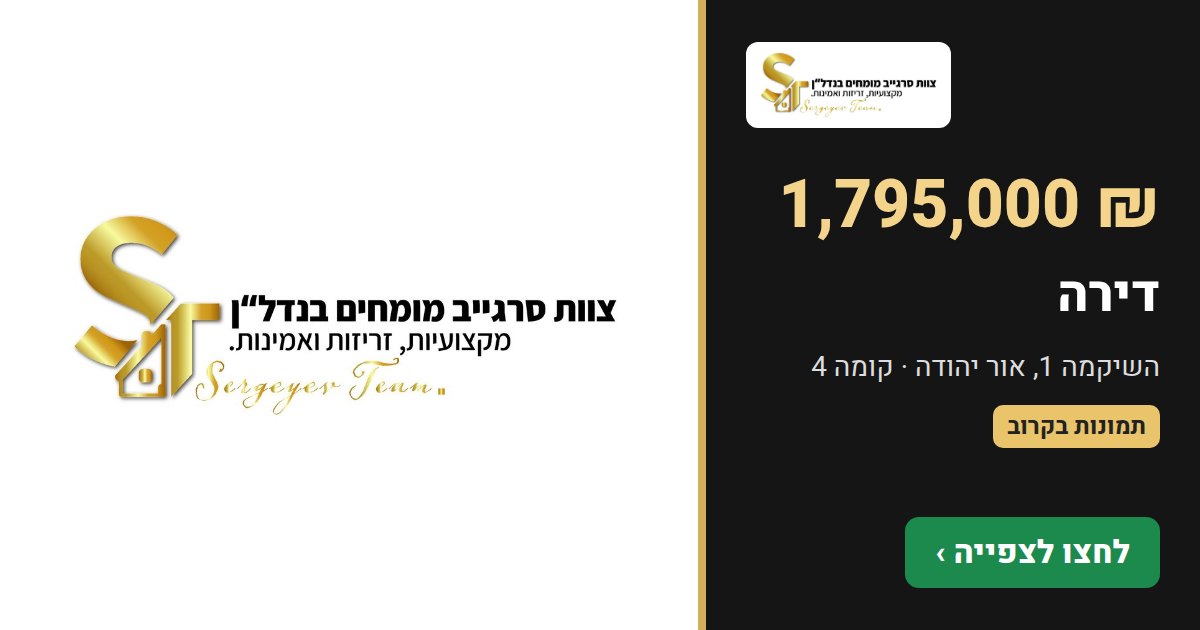 צוות סרגייב מומחים בנדל“ן
מקצועיות, זריזות ואמינות.
Sergeyev Team
צוות סרגייב מומחים בנדל“ן
מקצועיות, זריזות ואמינות.
Sergeyev Team
1,795,000 ₪
דירה
השיקמה 1, אור יהודה · קומה 4
תמונות בקרוב
לחצו לצפייה ›